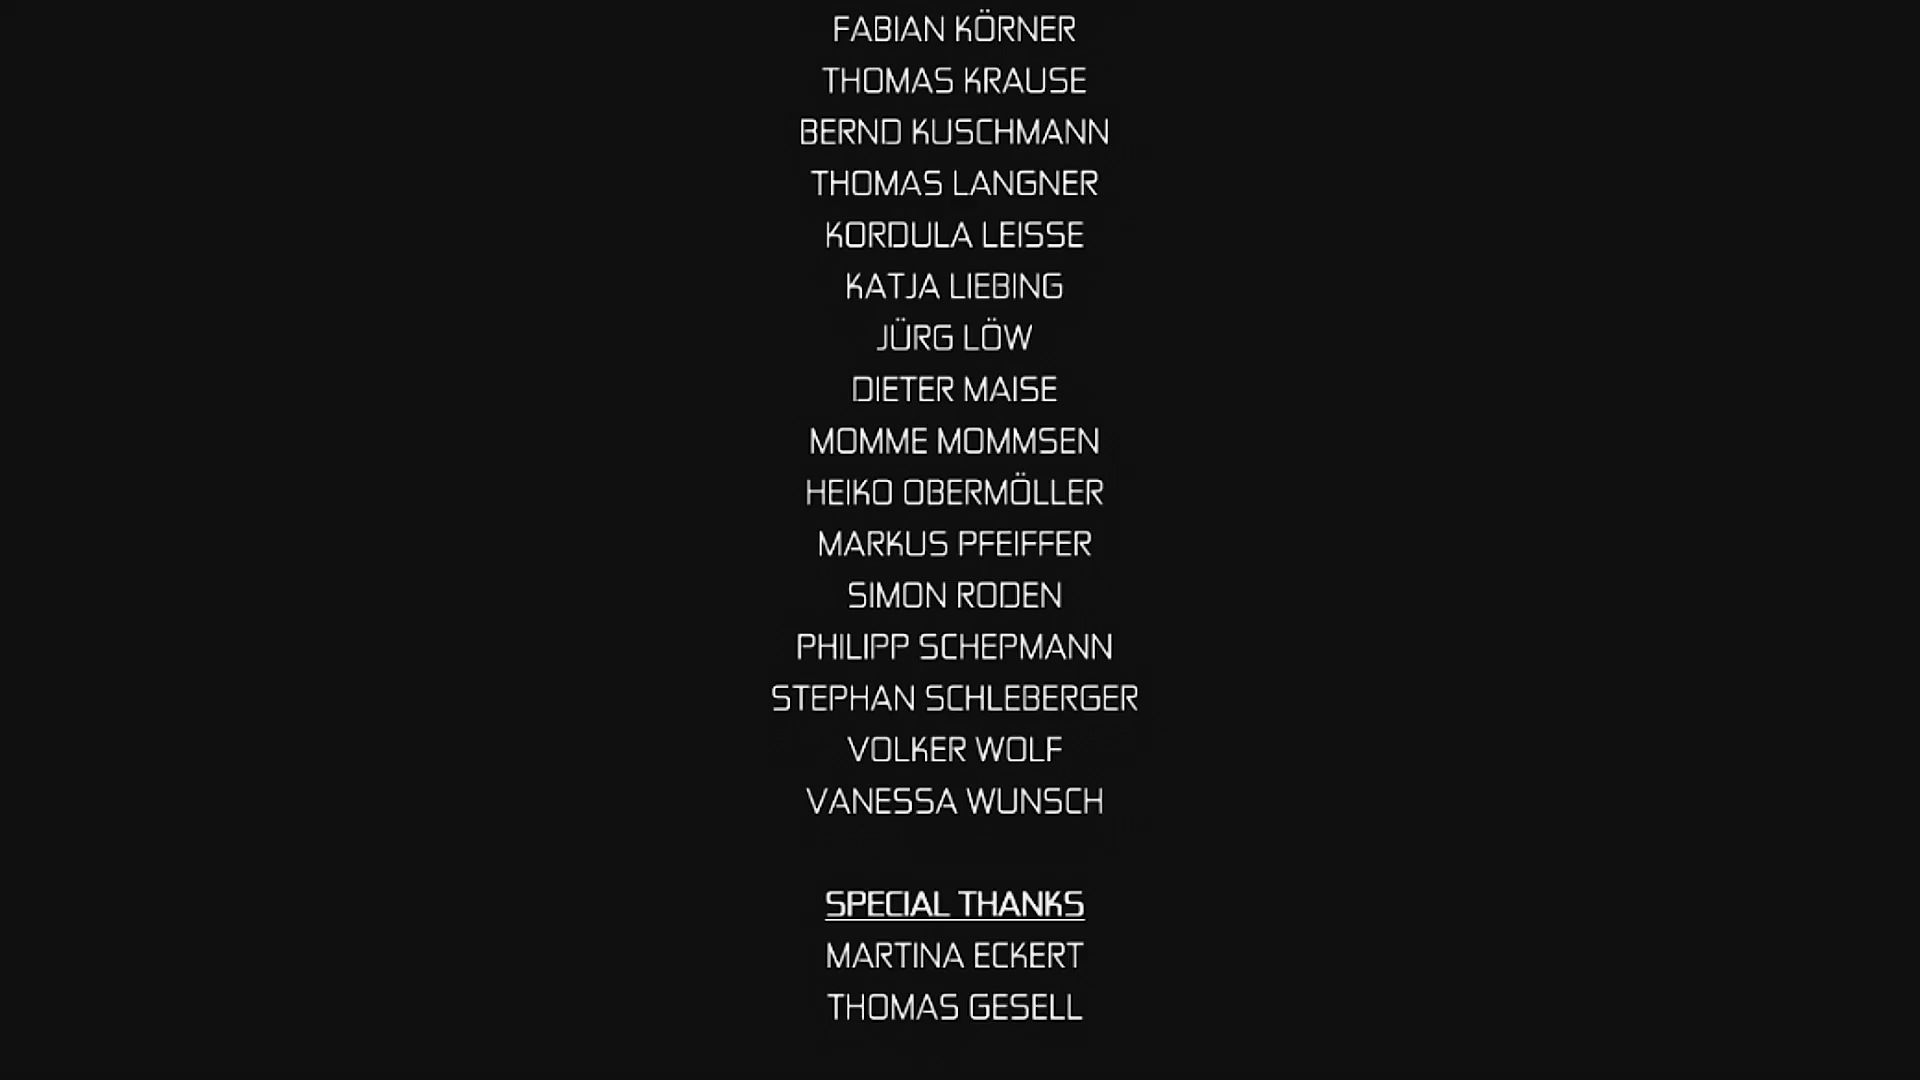 FABIAN KÖRNER
THOMAS KRAUSE
BERND KUSCHMANN
THOMAS LANGNER
KORDULA LEISSE
KATJA LIEBING
JÜRG LÖW
DIETER MAISE
MOMME MOMMSEN
HEIKO OBERMÖLLER
MARKUS PFEIFFER
SIMON RODEN
PHILIPP SCHEPMANN
STEPHAN SCHLEBERGER
VOLKER WOLF
VANESSA WUNSCH
SPECIAL THANKS
MARTINA ECKERT
THOMAS GESELL